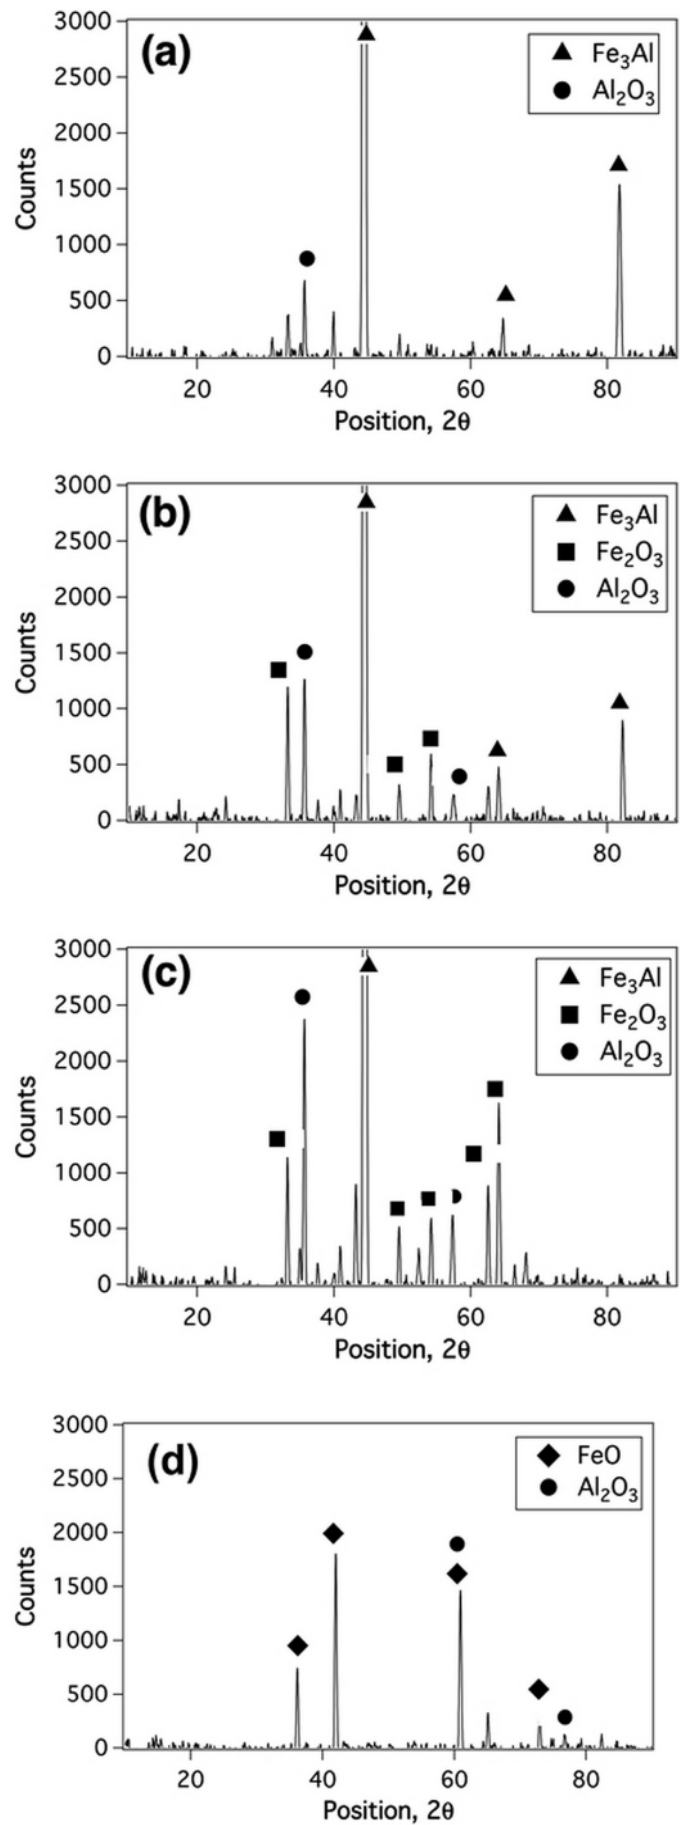 (a)
Fe3Al
Al2O3
3000
2500
2000
1500
1000
500
0
Counts
20 40 60 80
Position, 2θ
(b)
Fe3Al
Fe2O3
Al2O3
3000
2500
2000
1500
1000
500
0
Counts
20 40 60 80
Position, 2θ
(c)
Fe3Al
Fe2O3
Al2O3
3000
2500
2000
1500
1000
500
0
Counts
20 40 60 80
Position, 2θ
(d)
FeO
Al2O3
3000
2500
2000
1500
1000
500
0
Counts
20 40 60 80
Position, 2θ